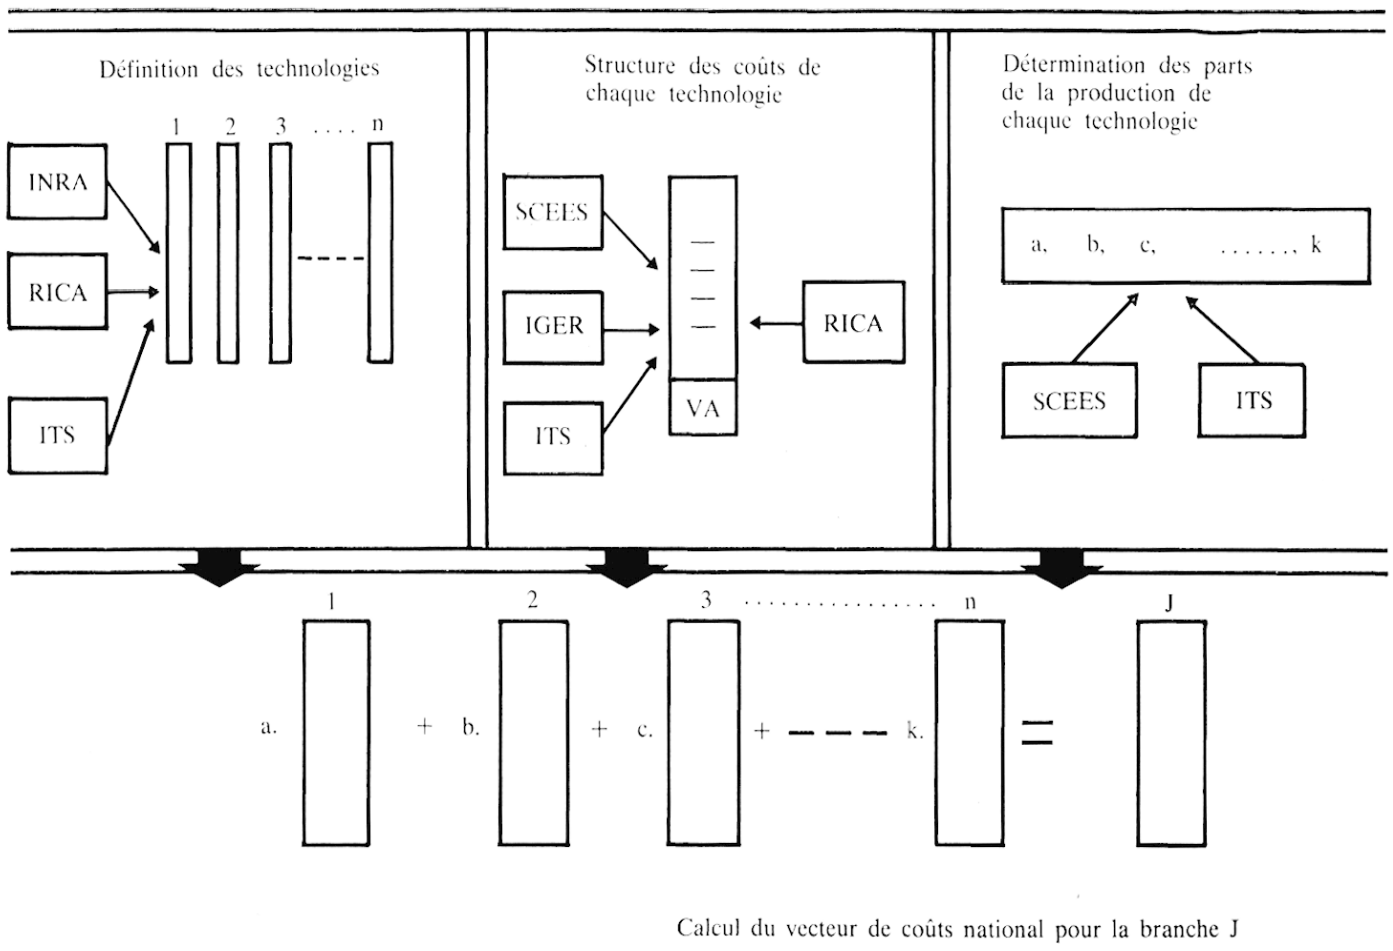 Définition des technologies
1 2 3 .... n
INRA
RICA
ITS
Structure des coûts de
chaque technologie
SCEES
IGER
ITS
VA
RICA
Détermination des parts
de la production de
chaque technologie
a, b, c, ......, k
SCEES
ITS
1 2 3 ................ n J
a. + b. + c. + — — — k. =
Calcul du vecteur de coûts national pour la branche J